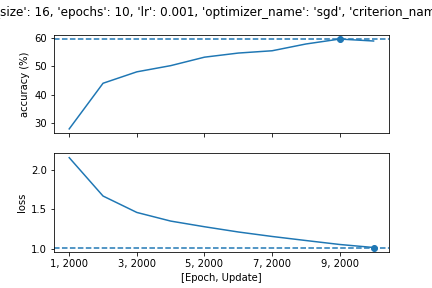 size': 16, 'epochs': 10, 'lr': 0.001, 'optimizer_name': 'sgd', 'criterion_nam
60
50
40
30
accuracy (%)
2.0
1.5
1.0
loss
1, 2000 3, 2000 5, 2000 7, 2000 9, 2000
[Epoch, Update]